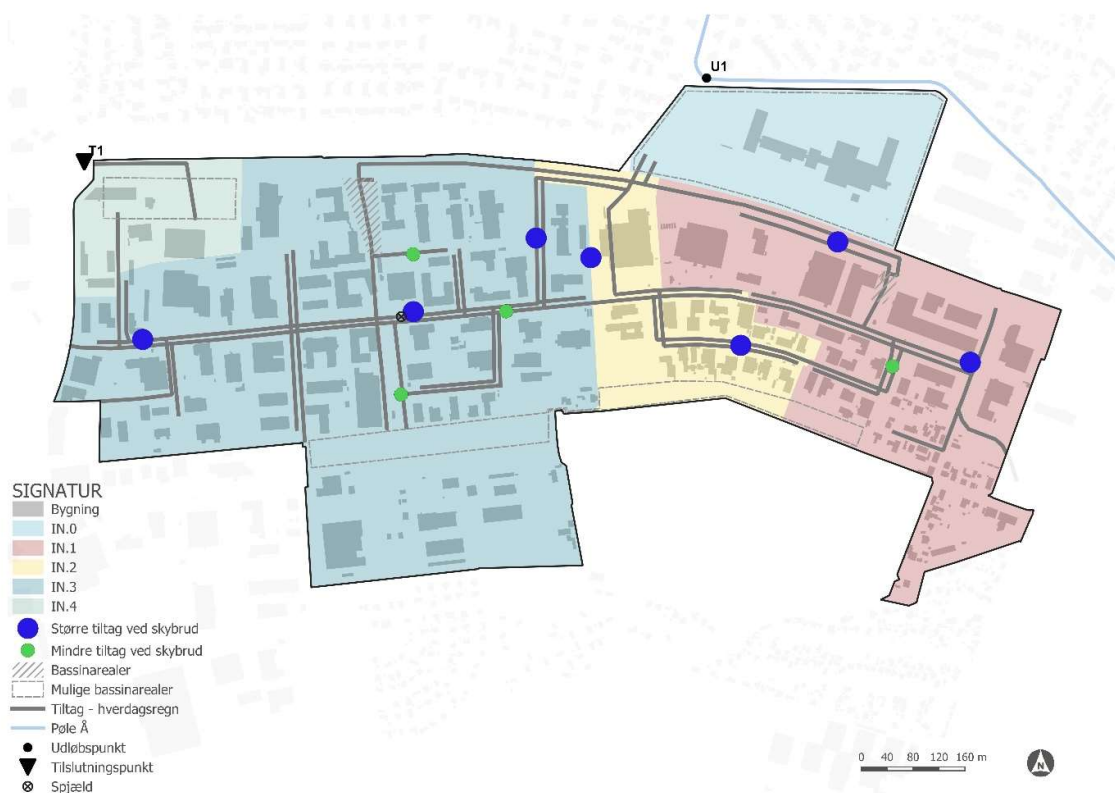 U1
T1
SIGNATUR
Bygning
IN.0
IN.1
IN.2
IN.3
IN.4
Større tiltag ved skybrud
Mindre tiltag ved skybrud
Bassinarealer
Mulige bassinarealer
Tiltag - hverdagsregn
Pøle Å
Udløbspunkt
Tilslutningspunkt
Spjæld
0 40 80 120 160 m
N